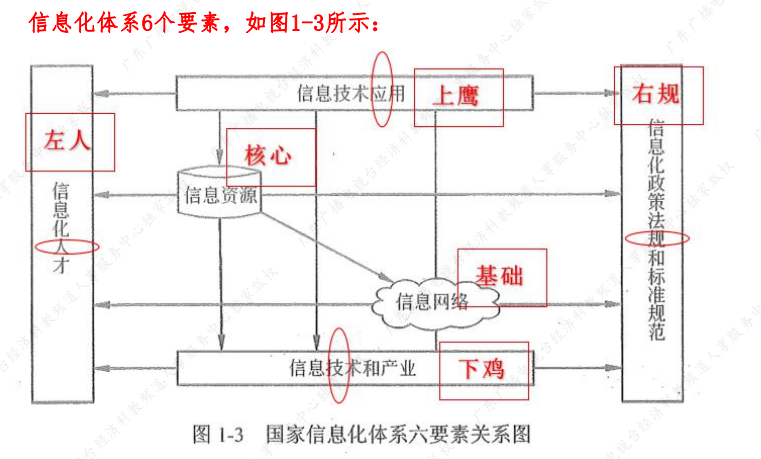 信息化体系6个要素，如图1-3所示：
信息技术应用
上鹰
右规
左人
核心
信息资源
信息化人才
信息化政策法规和标准规范
基础
信息网络
信息技术和产业
下鸡
图 1-3 国家信息化体系六要素关系图